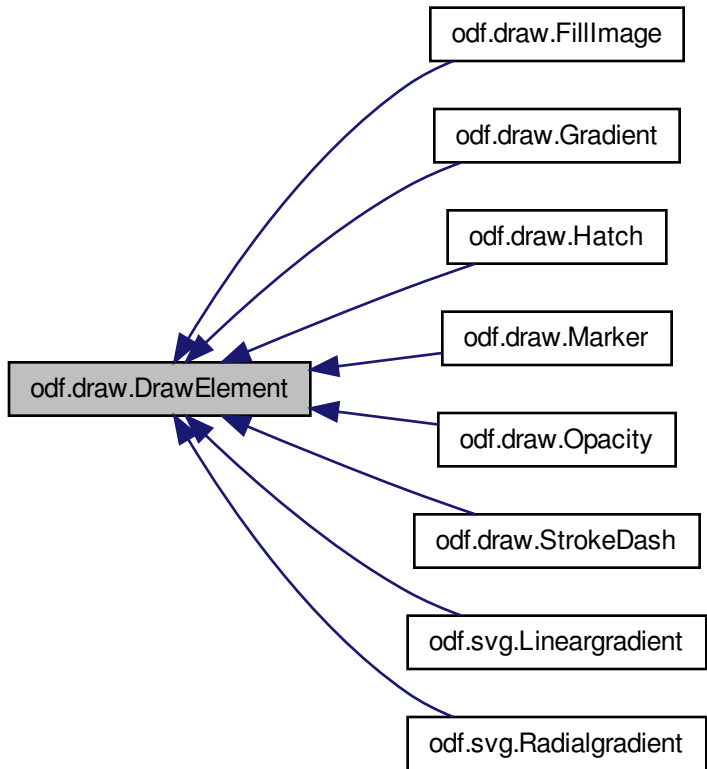 odf.draw.FillImage
odf.draw.Gradient
odf.draw.Hatch
odf.draw.Marker
odf.draw.DrawElement
odf.draw.Opacity
odf.draw.StrokeDash
odf.svg.Lineargradient
odf.svg.Radialgradient